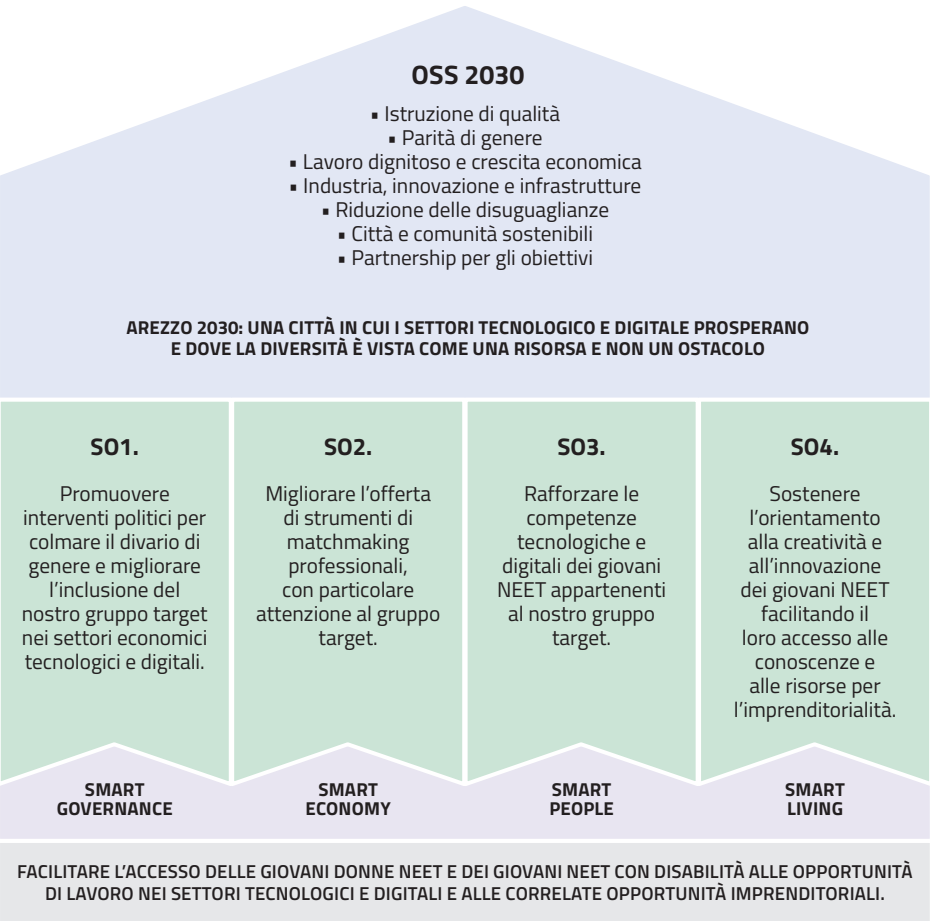 OSS 2030
▪ Istruzione di qualità
▪ Parità di genere
▪ Lavoro dignitoso e crescita economica
▪ Industria, innovazione e infrastrutture
▪ Riduzione delle disuguaglianze
▪ Città e comunità sostenibili
▪ Partnership per gli obiettivi
AREZZO 2030: UNA CITTÀ IN CUI I SETTORI TECNOLOGICO E DIGITALE PROSPERANO
E DOVE LA DIVERSITÀ È VISTA COME UNA RISORSA E NON UN OSTACOLO
SO1.
Promuovere
interventi politici per
colmare il divario di
genere e migliorare
l’inclusione del
nostro gruppo target
nei settori economici
tecnologici e digitali.
SO2.
Migliorare l’offerta
di strumenti di
matchmaking
professionali,
con particolare
attenzione al gruppo
target.
SO3.
Rafforzare le
competenze
tecnologiche e
digitali dei giovani
NEET appartenenti
al nostro gruppo
target.
SO4.
Sostenere
l’orientamento
alla creatività e
all’innovazione
dei giovani NEET
facilitando il
loro accesso alle
conoscenze e
alle risorse per
l’imprenditorialità.
SMART
GOVERNANCE
SMART
ECONOMY
SMART
PEOPLE
SMART
LIVING
FACILITARE L’ACCESSO DELLE GIOVANI DONNE NEET E DEI GIOVANI NEET CON DISABILITÀ ALLE OPPORTUNITÀ
DI LAVORO NEI SETTORI TECNOLOGICI E DIGITALI E ALLE CORRELATE OPPORTUNITÀ IMPRENDITORIALI.